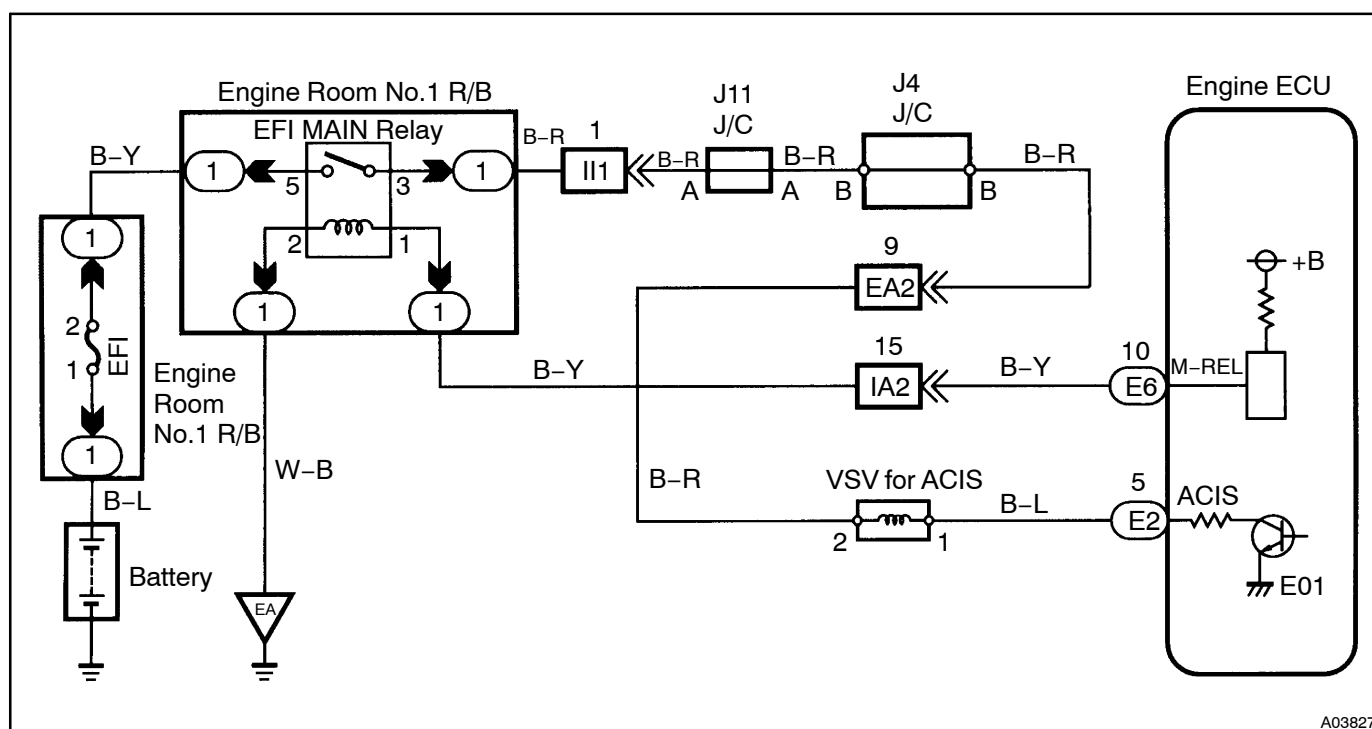 Engine Room No.1 R/B
EFI MAIN Relay
B–Y
1
5
3
1
B–R
1
II1
B–R
A
J11
J/C
B–R
A
J4
J/C
B
B
B–R
Engine ECU
2
1
1
1
1
2
1
EFI
1
Engine
Room
No.1 R/B
B–L
Battery
W–B
EA
9
EA2
B–Y
15
IA2
B–Y
10
E6
M–REL
+B
B–R
VSV for ACIS
2
1
B–L
5
E2
ACIS
E01
A03827